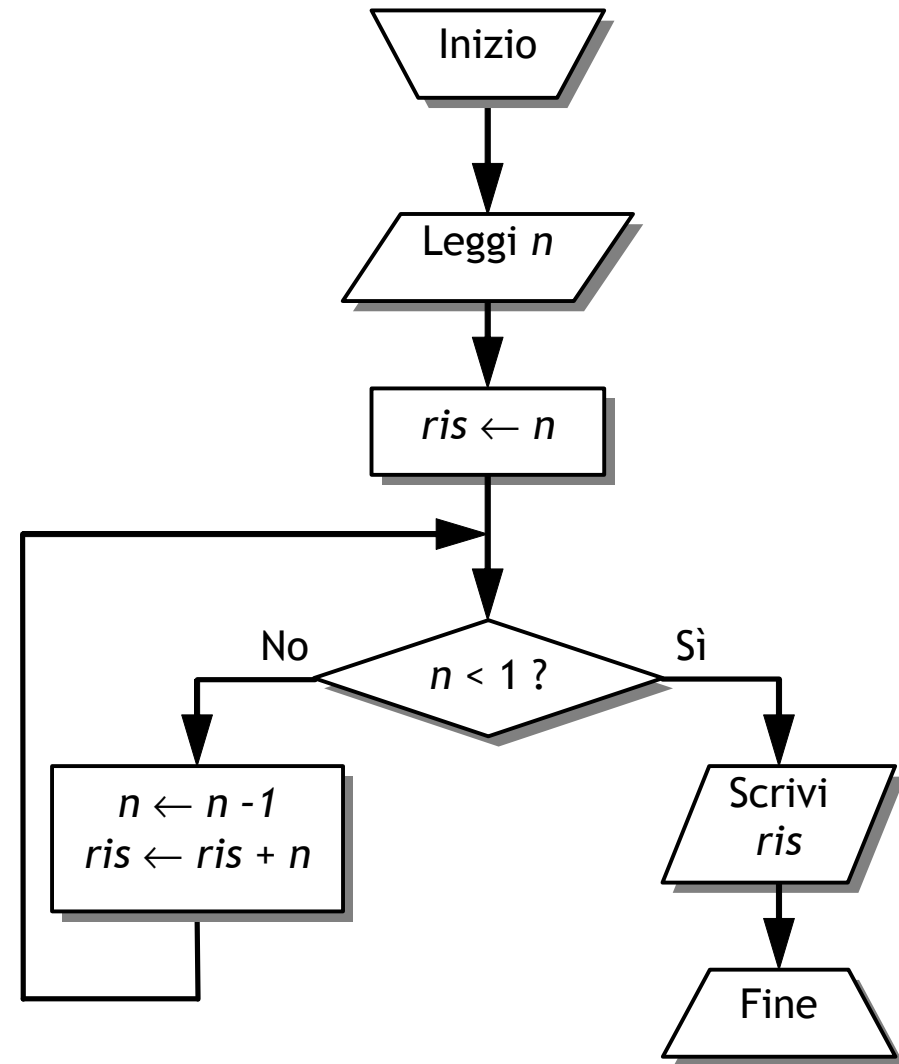 Inizio
Leggi n
ris ← n
n < 1 ?
No
Sì
n ← n -1
ris ← ris + n
Scrivi
ris
Fine